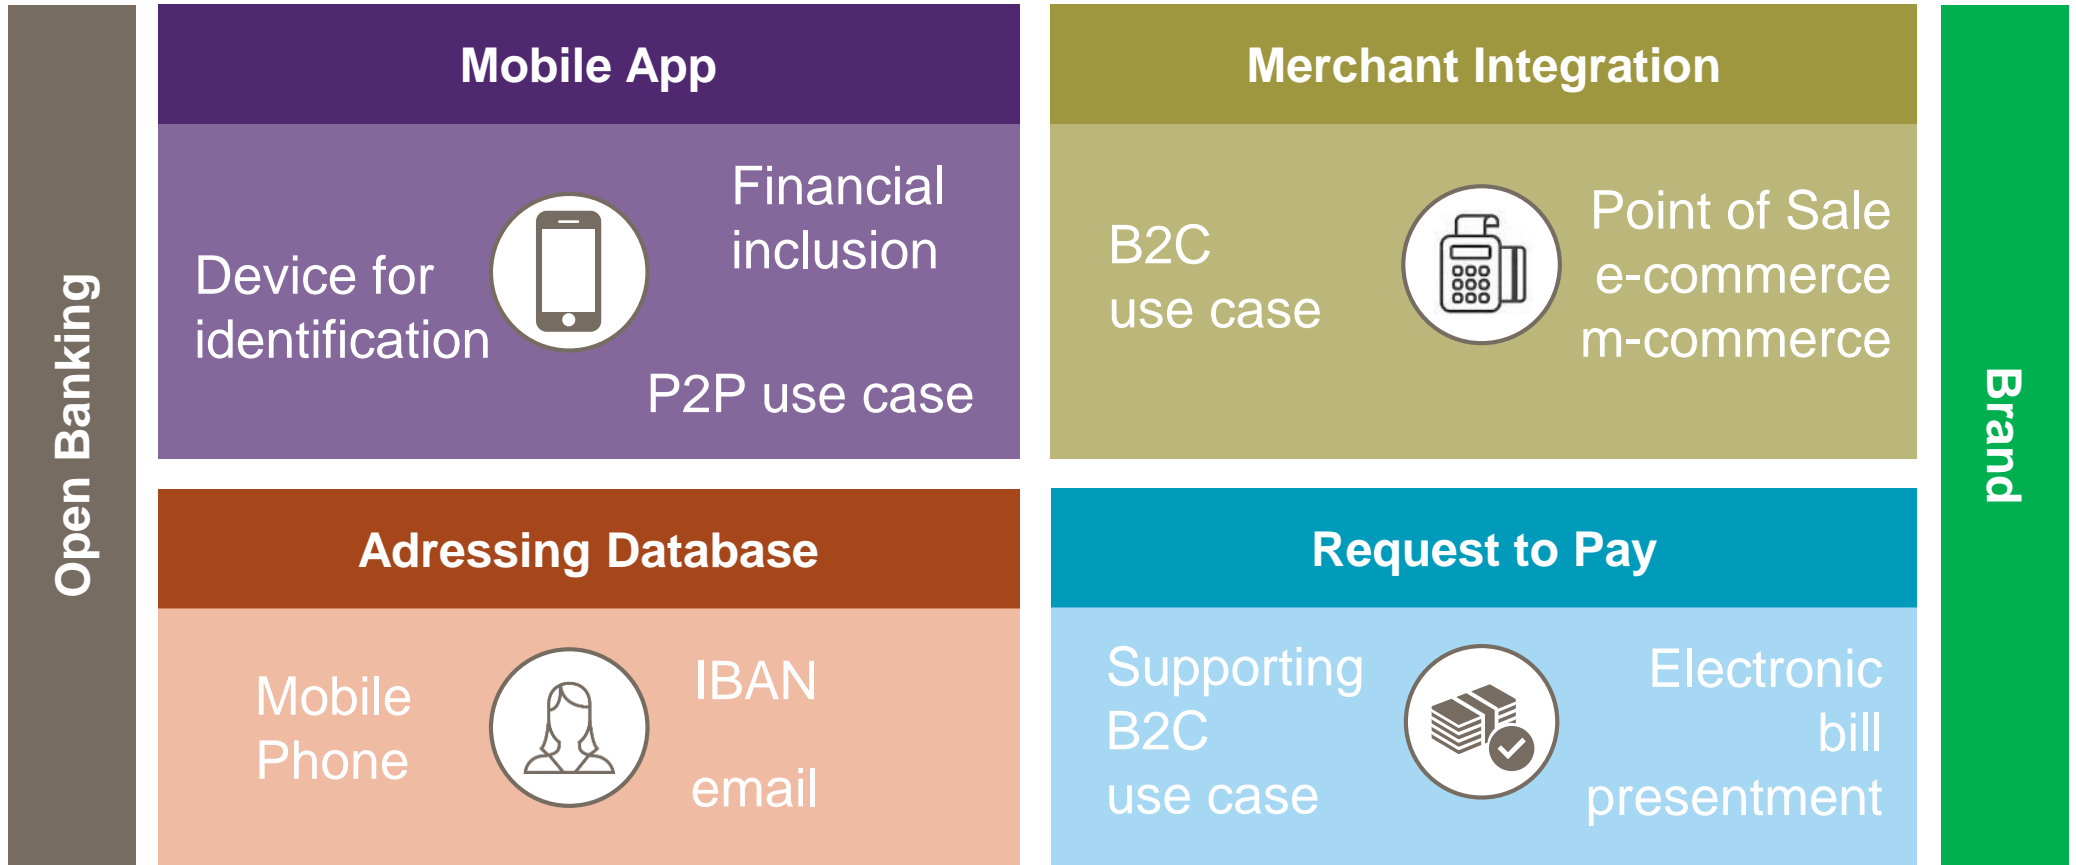 Open Banking
Mobile App
Device for
identification
Financial
inclusion
P2P use case
Merchant Integration
B2C
use case
Point of Sale
e-commerce
m-commerce
Adressing Database
Mobile
Phone
IBAN
email
Request to Pay
Supporting
B2C
use case
Electronic
bill
presentment
Brand